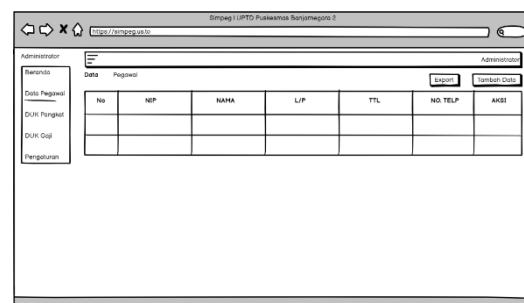 Simpeg | UPTD Puskesmas Banjarnegara 2
https://simpeg.us.to
Administrator
Administrator
Beranda
Data Pegawai
DUK Pangkat
DUK Gaji
Pengaturan
Data Pegawai
Export
Tambah Data
No NIP NAMA L/P TTL NO. TELP AKSI